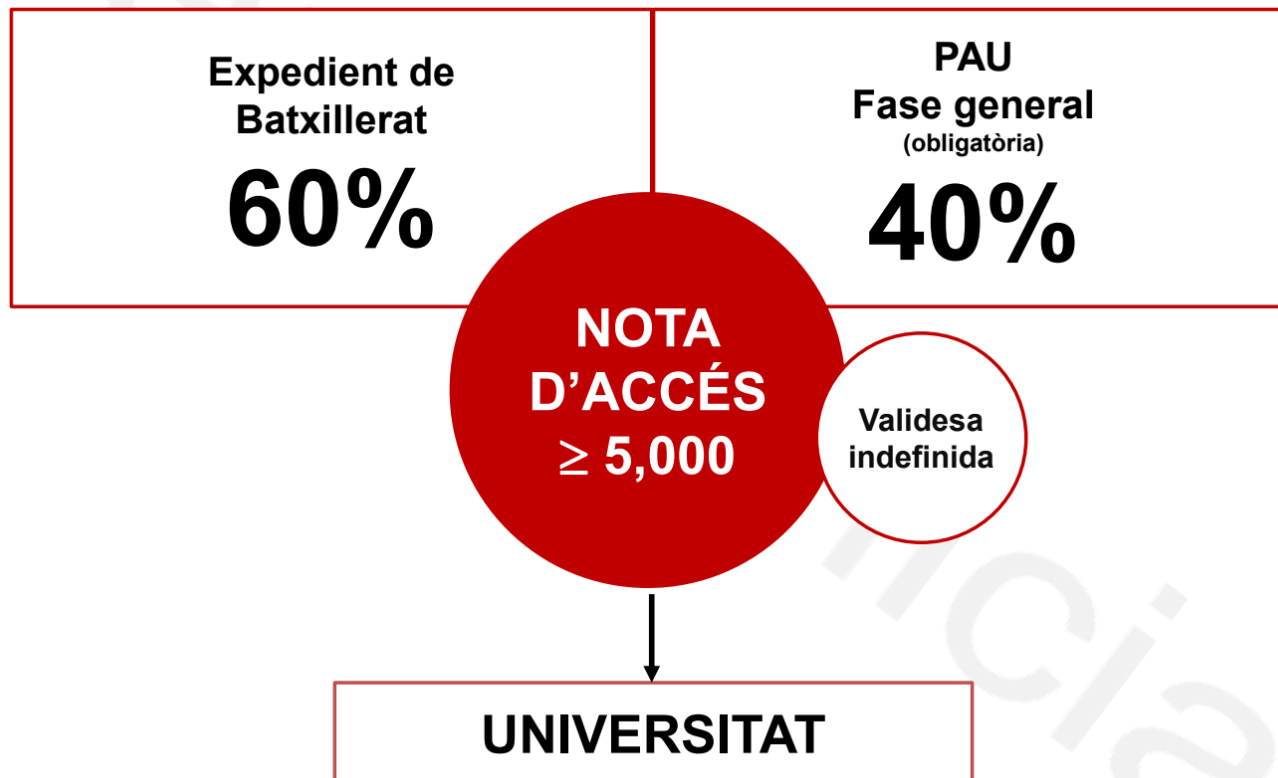 Expedient de
Batxillerat
60%
PAU
Fase general
(obligatòria)
40%
NOTA
D’ACCÉS
≥ 5,000
Validesa
indefinida
UNIVERSITAT